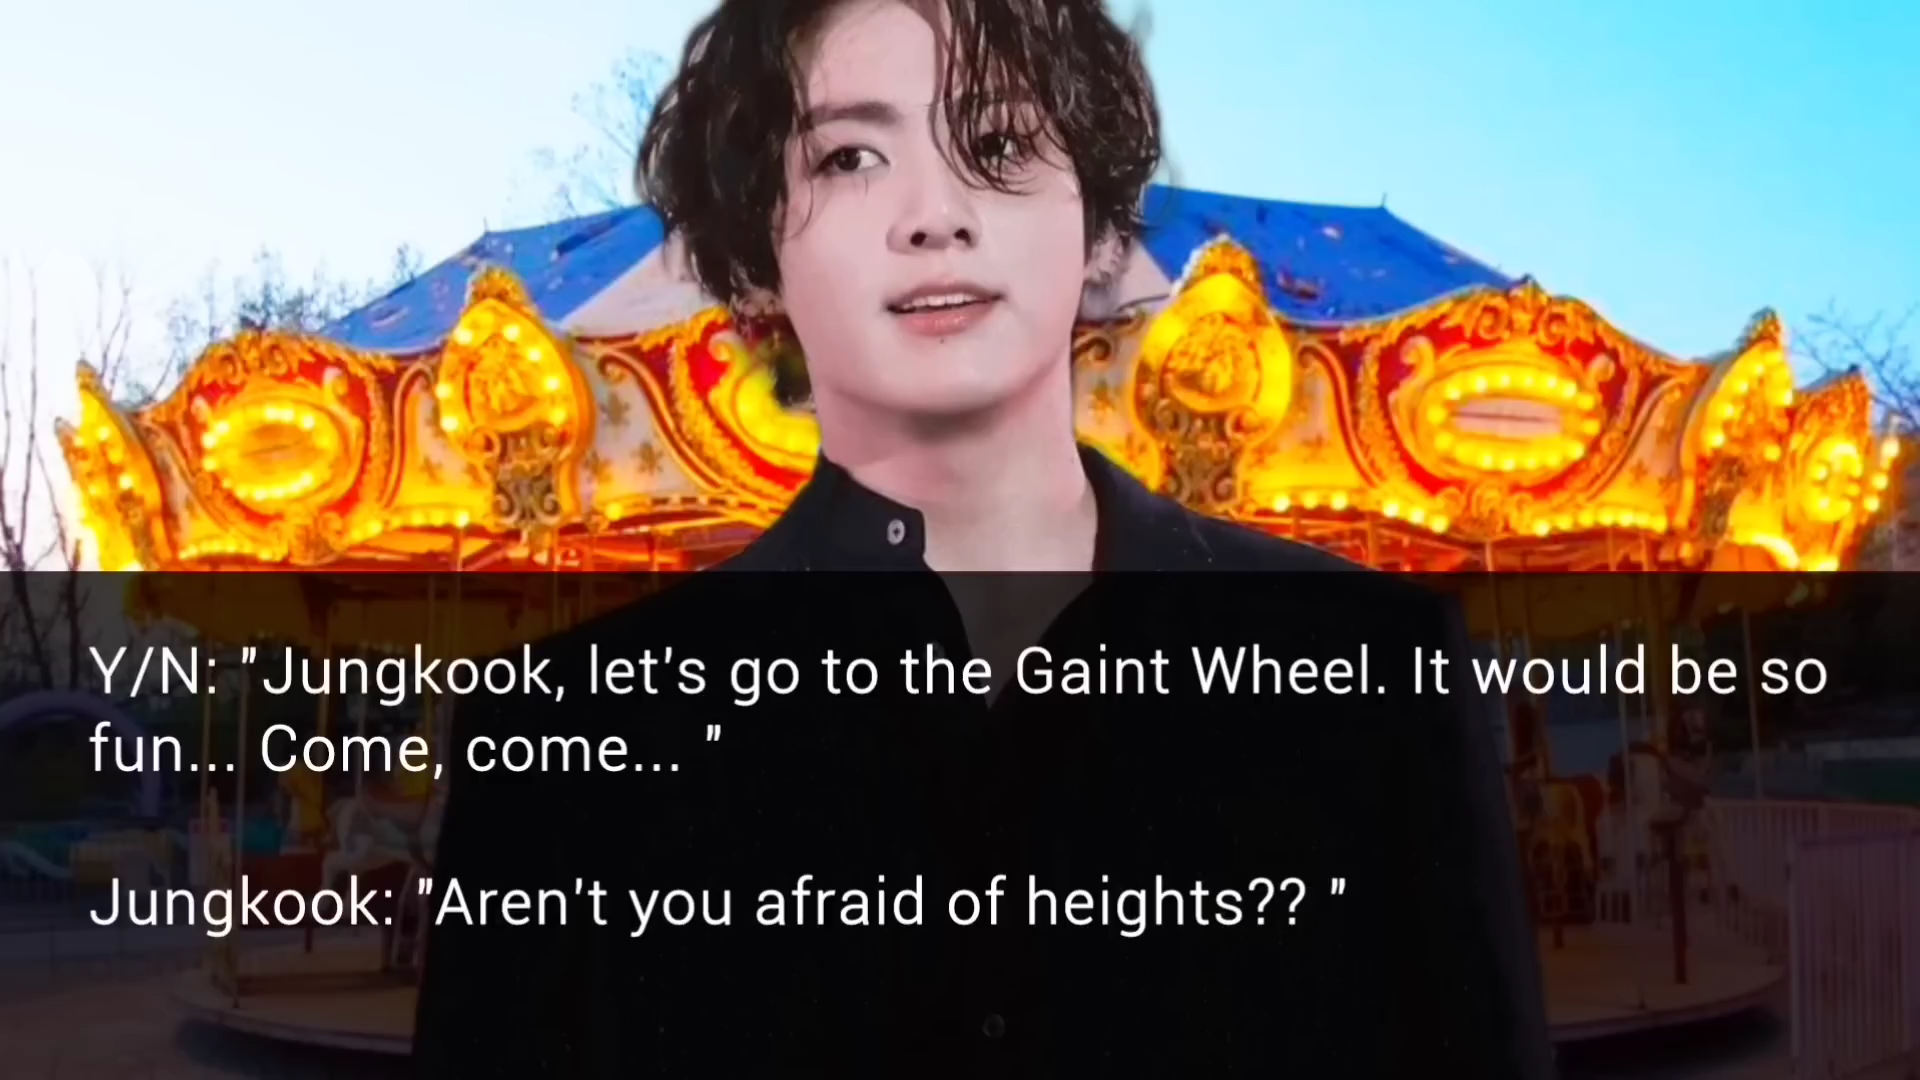 Y/N: "Jungkook, let's go to the Gaint Wheel. It would be so
fun... Come, come... "
Jungkook: "Aren't you afraid of heights?? "